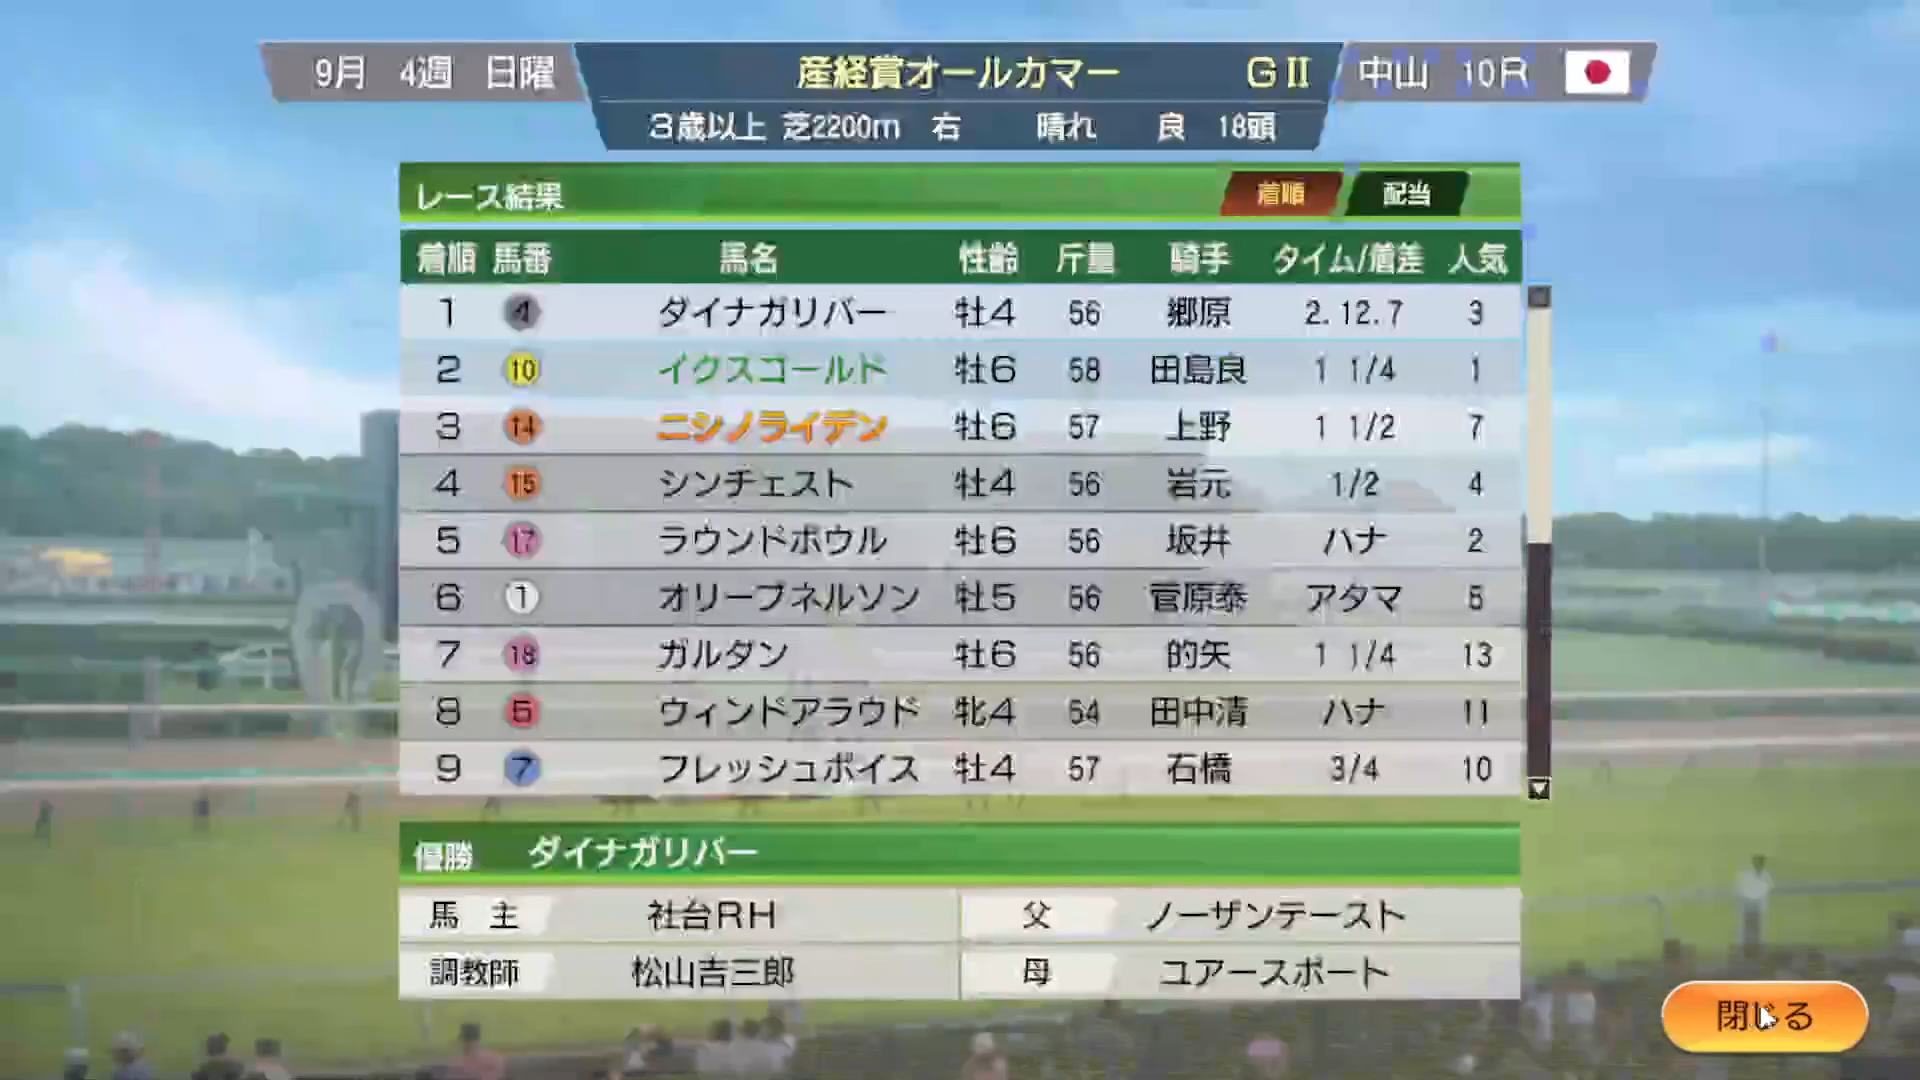 9月 4週 日曜 産経賞オールカマー GⅡ 中山 10R
3歳以上 芝2200m 右 晴れ 良 18頭
レース結果 着順 配当
着順 馬番 馬名 性齢 斤量 騎手 タイム/着差 人気
1 4 ダイナガリバー 牡4 56 郷原 2.12.7 3
2 10 イクスゴールド 牡6 58 田島良 1 1/4 1
3 14 ニシノライデン 牡6 57 上野 1 1/2 7
4 15 シンチェスト 牡4 56 岩元 1/2 4
5 17 ラウンドボウル 牡6 56 坂井 ハナ 2
6 1 オリーブネルソン 牡5 56 菅原泰 アタマ 5
7 18 ガルダン 牡6 56 的矢 1 1/4 13
8 5 ウィンドアラウド 牝4 54 田中清 ハナ 11
9 7 フレッシュボイス 牡4 57 石橋 3/4 10
優勝 ダイナガリバー
馬主 社台RH 父 ノーザンテースト
調教師 松山吉三郎 母 ユアースポート
閉じる